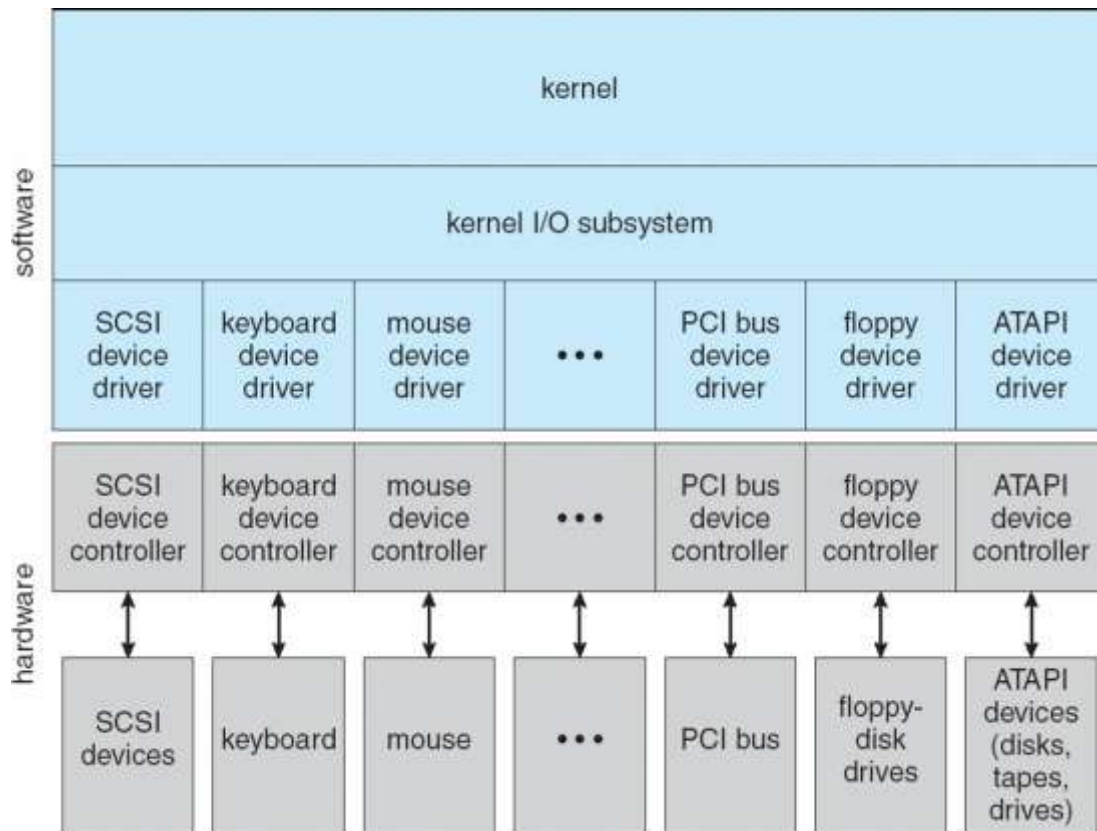 kernel
kernel I/O subsystem
software
SCSI
device
driver
keyboard
device
driver
mouse
device
driver
•••
PCI bus
device
driver
floppy
device
driver
ATAPI
device
driver
SCSI
device
controller
keyboard
device
controller
mouse
device
controller
•••
PCI bus
device
controller
floppy
device
controller
ATAPI
device
controller
hardware
SCSI
devices
keyboard
mouse
•••
PCI bus
floppy-
disk
drives
ATAPI
devices
(disks,
tapes,
drives)